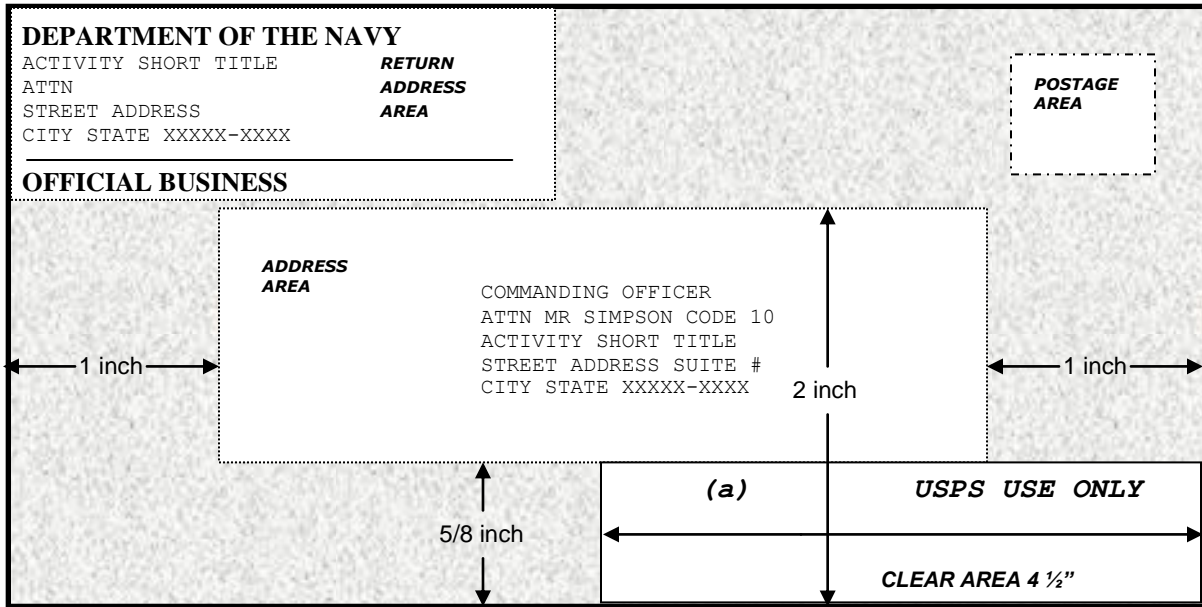 DEPARTMENT OF THE NAVY
ACTIVITY SHORT TITLE RETURN
ATTN ADDRESS
STREET ADDRESS AREA
CITY STATE XXXXX-XXXX
OFFICIAL BUSINESS
POSTAGE
AREA
ADDRESS
AREA
COMMANDING OFFICER
ATTN MR SIMPSON CODE 10
ACTIVITY SHORT TITLE
STREET ADDRESS SUITE #
CITY STATE XXXXX-XXXX
1 inch
2 inch
1 inch
5/8 inch
(a) USPS USE ONLY
CLEAR AREA 4 ½”